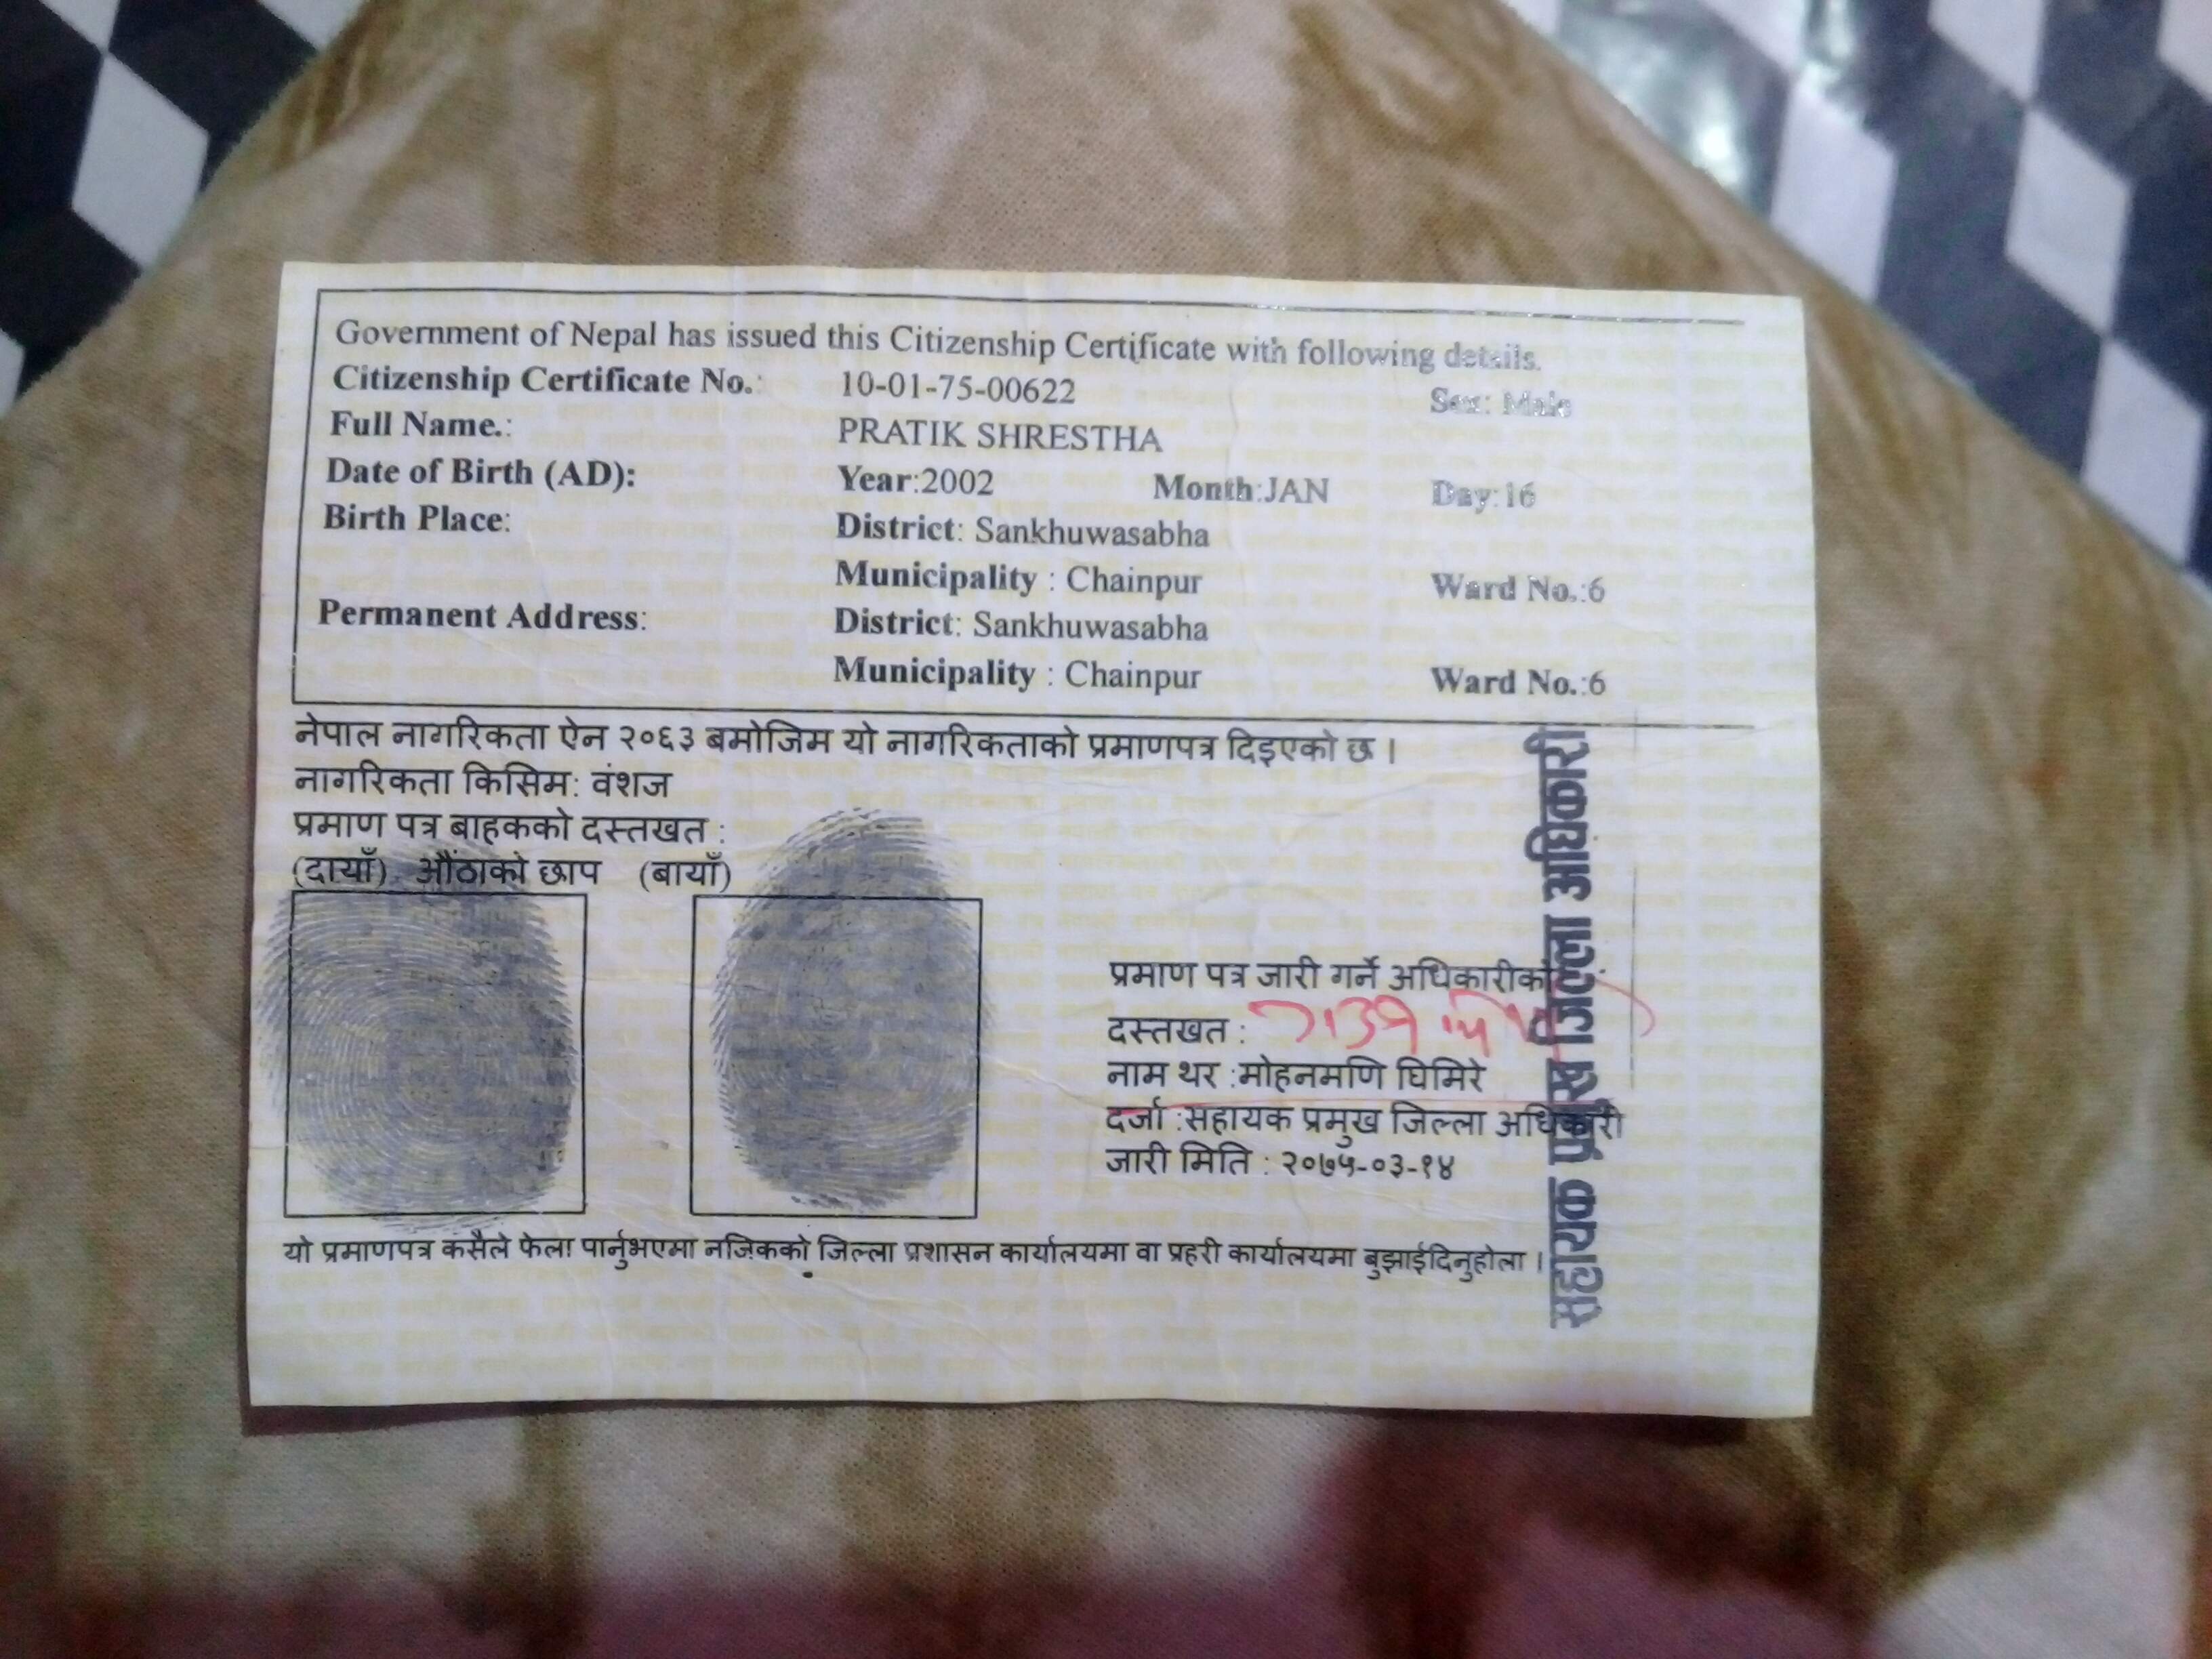 Government of Nepal has issued this Citizenship Certificate with following details.
Citizenship Certificate No.: 10-01-75-00622 Sex: Male
Full Name.: PRATIK SHRESTHA
Date of Birth (AD): Year:2002 Month:JAN Day:16
Birth Place: District: Sankhuwasabha
Municipality : Chainpur Ward No.:6
Permanent Address: District: Sankhuwasabha
Municipality : Chainpur Ward No.:6
नेपाल नागरिकता ऐन २०६३ बमोजिम यो नागरिकताको प्रमाणपत्र दिइएको छ ।
नागरिकता किसिम: वंशज
प्रमाण पत्र बाहकको दस्तखत :
(दायाँ) औंठाको छाप (बायाँ)
प्रमाण पत्र जारी गर्ने अधिकारीको
दस्तखत :
नाम थर :मोहनमणि घिमिरे
दर्जा :सहायक प्रमुख जिल्ला अधिकारी
जारी मिति : २०७५-०३-१४
यो प्रमाणपत्र कसैले फेला पार्नुभएमा नजिकको जिल्ला प्रशासन कार्यालयमा वा प्रहरी कार्यालयमा बुझाईदिनुहोला ।
सहायक प्रमुख जिल्ला अधिकारी